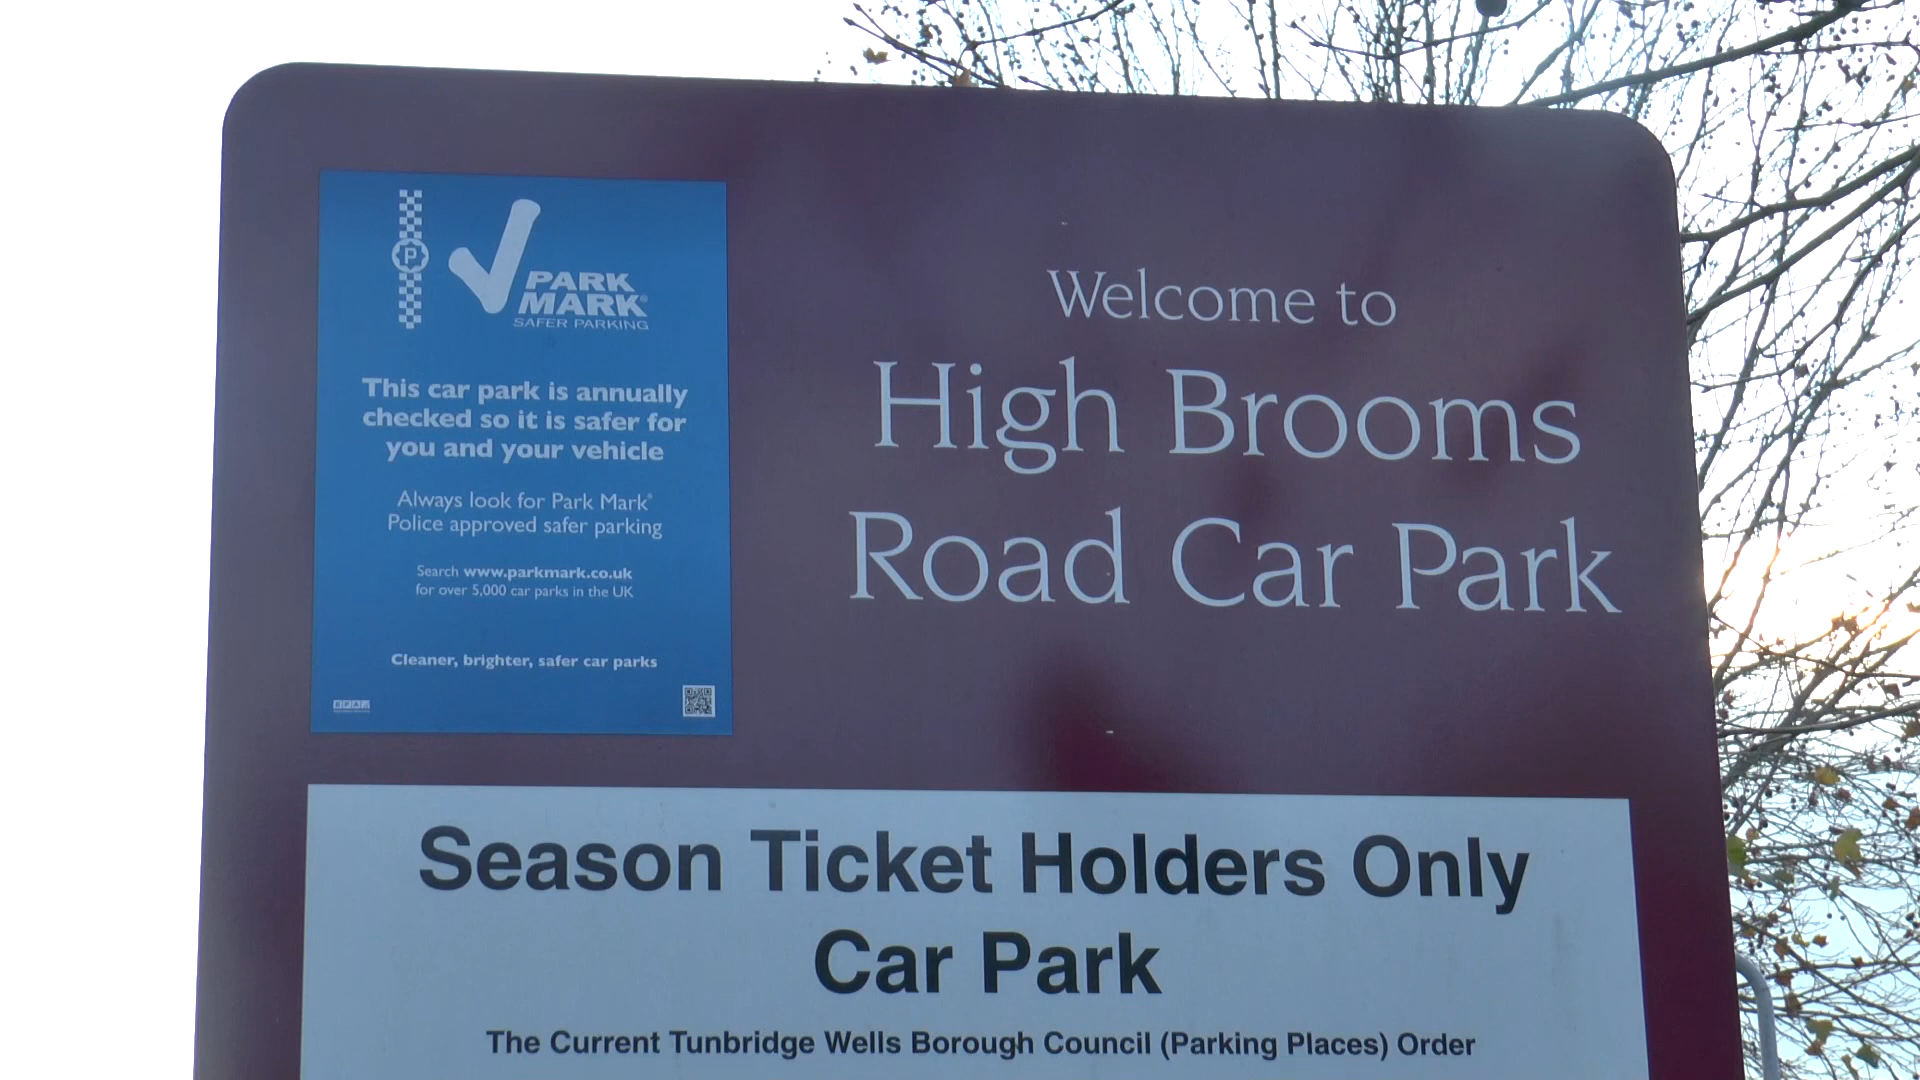 P
PARK
MARK®
SAFER PARKING
This car park is annually
checked so it is safer for
you and your vehicle
Always look for Park Mark®
Police approved safer parking
Search www.parkmark.co.uk
for over 5,000 car parks in the UK
Cleaner, brighter, safer car parks
Welcome to
High Brooms
Road Car Park
Season Ticket Holders Only
Car Park
The Current Tunbridge Wells Borough Council (Parking Places) Order